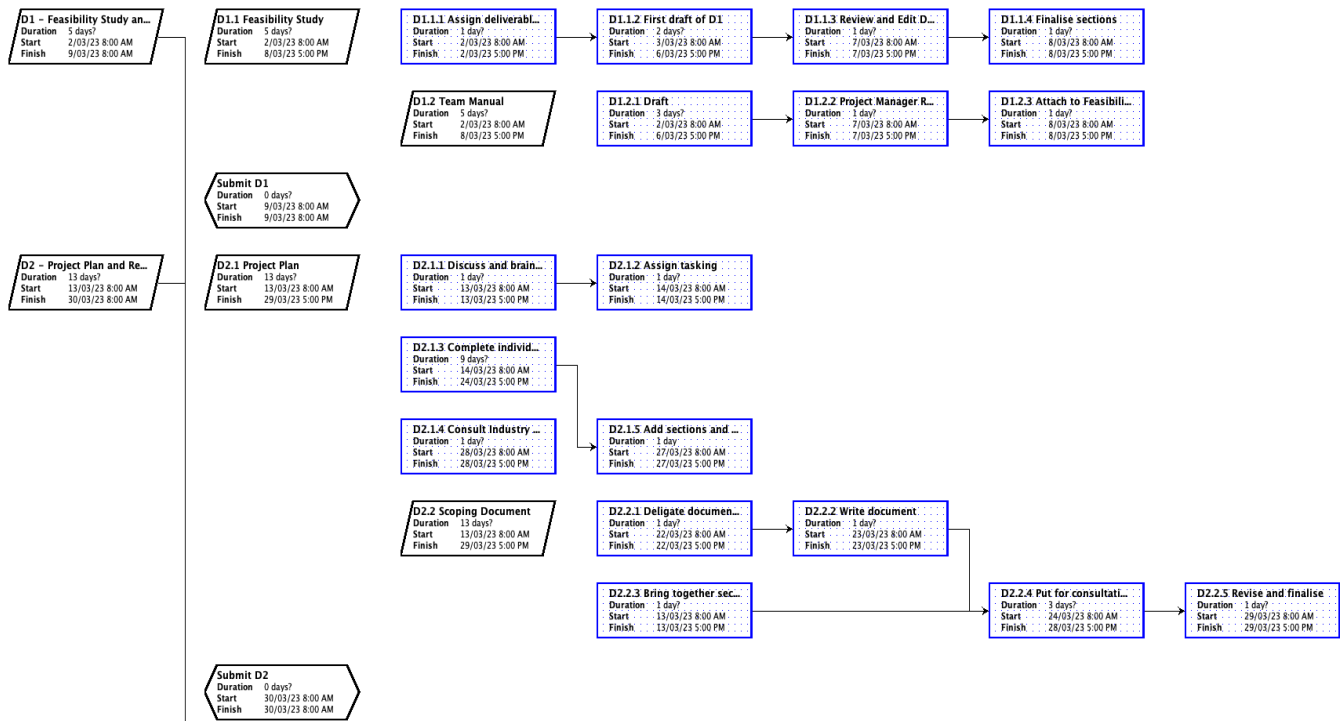 D1 - Feasibility Study an...
Duration 5 days?
Start 2/03/23 8:00 AM
Finish 9/03/23 8:00 AM
D1.1 Feasibility Study
Duration 5 days?
Start 2/03/23 8:00 AM
Finish 8/03/23 5:00 PM
D1.1.1 Assign deliverabl...
Duration 1 day?
Start 2/03/23 8:00 AM
Finish 2/03/23 5:00 PM
D1.1.2 First draft of D1
Duration 2 days?
Start 3/03/23 8:00 AM
Finish 6/03/23 5:00 PM
D1.1.3 Review and Edit D...
Duration 1 day?
Start 7/03/23 8:00 AM
Finish 7/03/23 5:00 PM
D1.1.4 Finalise sections
Duration 1 day?
Start 8/03/23 8:00 AM
Finish 8/03/23 5:00 PM
D1.2 Team Manual
Duration 5 days?
Start 2/03/23 8:00 AM
Finish 8/03/23 5:00 PM
D1.2.1 Draft
Duration 3 days?
Start 2/03/23 8:00 AM
Finish 6/03/23 5:00 PM
D1.2.2 Project Manager R...
Duration 1 day?
Start 7/03/23 8:00 AM
Finish 7/03/23 5:00 PM
D1.2.3 Attach to Feasibili...
Duration 1 day?
Start 8/03/23 8:00 AM
Finish 8/03/23 5:00 PM
Submit D1
Duration 0 days?
Start 9/03/23 8:00 AM
Finish 9/03/23 8:00 AM
D2 - Project Plan and Re...
Duration 13 days?
Start 13/03/23 8:00 AM
Finish 30/03/23 8:00 AM
D2.1 Project Plan
Duration 13 days?
Start 13/03/23 8:00 AM
Finish 29/03/23 5:00 PM
D2.1.1 Discuss and brain...
Duration 1 day?
Start 13/03/23 8:00 AM
Finish 13/03/23 5:00 PM
D2.1.2 Assign tasking
Duration 1 day?
Start 14/03/23 8:00 AM
Finish 14/03/23 5:00 PM
D2.1.3 Complete individ...
Duration 9 days?
Start 14/03/23 8:00 AM
Finish 24/03/23 5:00 PM
D2.1.4 Consult Industry ...
Duration 1 day?
Start 28/03/23 8:00 AM
Finish 28/03/23 5:00 PM
D2.1.5 Add sections and ...
Duration 1 day
Start 27/03/23 8:00 AM
Finish 27/03/23 5:00 PM
D2.2 Scoping Document
Duration 13 days?
Start 13/03/23 8:00 AM
Finish 29/03/23 5:00 PM
D2.2.1 Deligate documen...
Duration 1 day?
Start 22/03/23 8:00 AM
Finish 22/03/23 5:00 PM
D2.2.2 Write document
Duration 1 day?
Start 23/03/23 8:00 AM
Finish 23/03/23 5:00 PM
D2.2.3 Bring together sec...
Duration 1 day?
Start 13/03/23 8:00 AM
Finish 13/03/23 5:00 PM
D2.2.4 Put for consultati...
Duration 3 days?
Start 24/03/23 8:00 AM
Finish 28/03/23 5:00 PM
D2.2.5 Revise and finalise
Duration 1 day?
Start 29/03/23 8:00 AM
Finish 29/03/23 5:00 PM
Submit D2
Duration 0 days?
Start 30/03/23 8:00 AM
Finish 30/03/23 8:00 AM